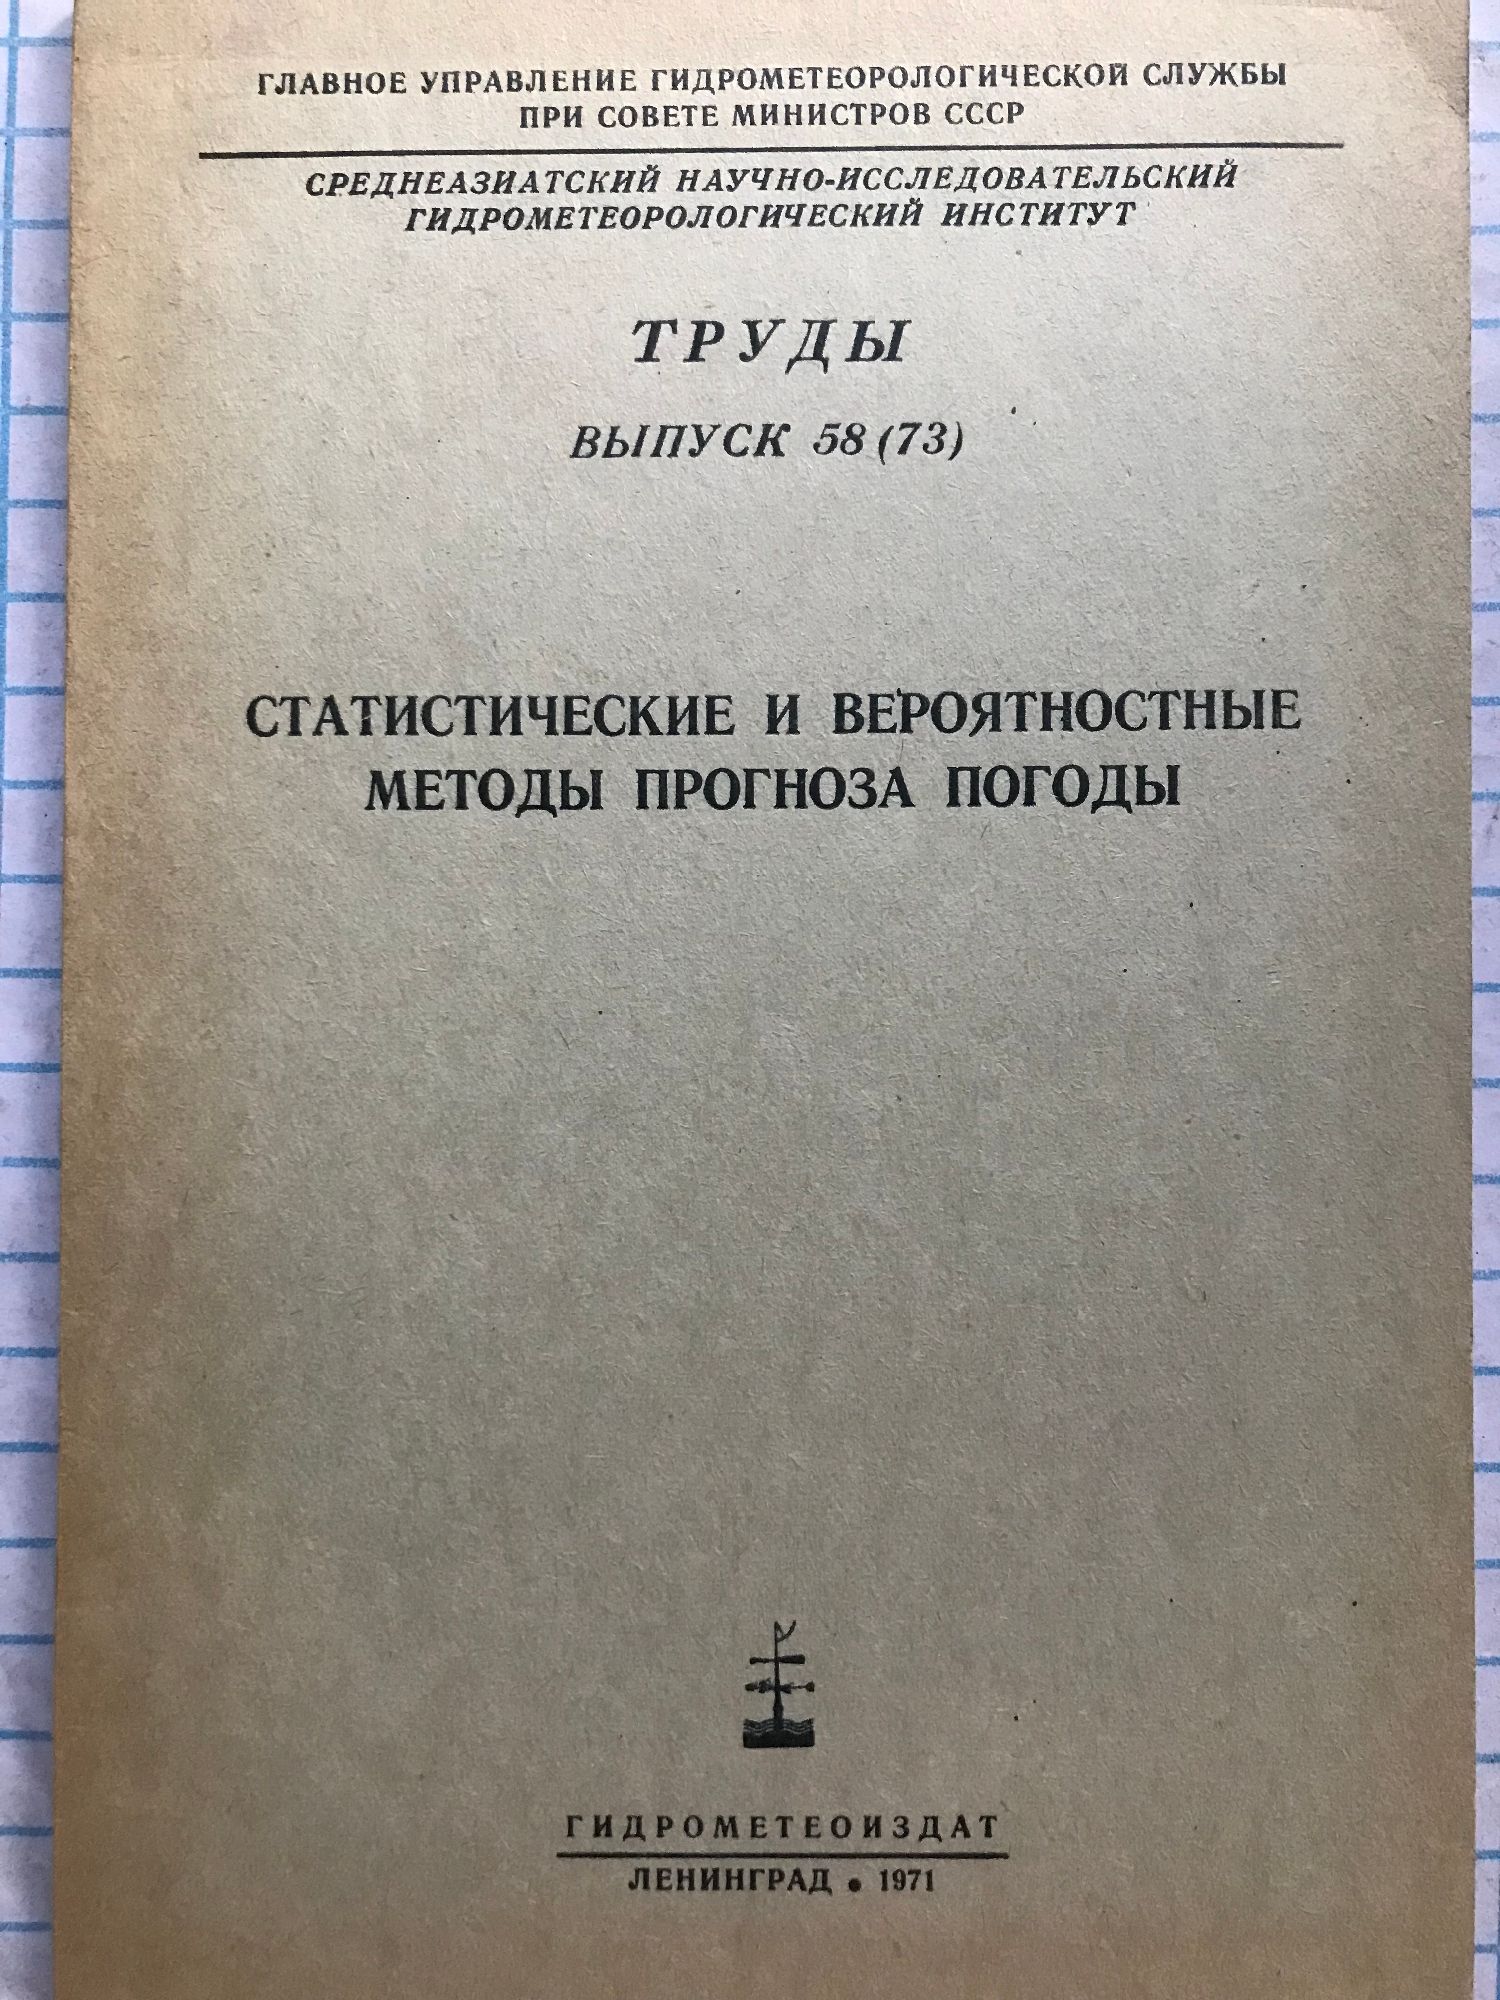 ГЛАВНОЕ УПРАВЛЕНИЕ ГИДРОМЕТЕОРОЛОГИЧЕСКОЙ СЛУЖБЫ
ПРИ СОВЕТЕ МИНИСТРОВ СССР
СРЕДНЕАЗИАТСКИЙ НАУЧНО-ИССЛЕДОВАТЕЛЬСКИЙ
ГИДРОМЕТЕОРОЛОГИЧЕСКИЙ ИНСТИТУТ
ТРУДЫ
ВЫПУСК 58 (73)
СТАТИСТИЧЕСКИЕ И ВЕРОЯТНОСТНЫЕ
МЕТОДЫ ПРОГНОЗА ПОГОДЫ
ГИДРОМЕТЕОИЗДАТ
ЛЕНИНГРАД • 1971